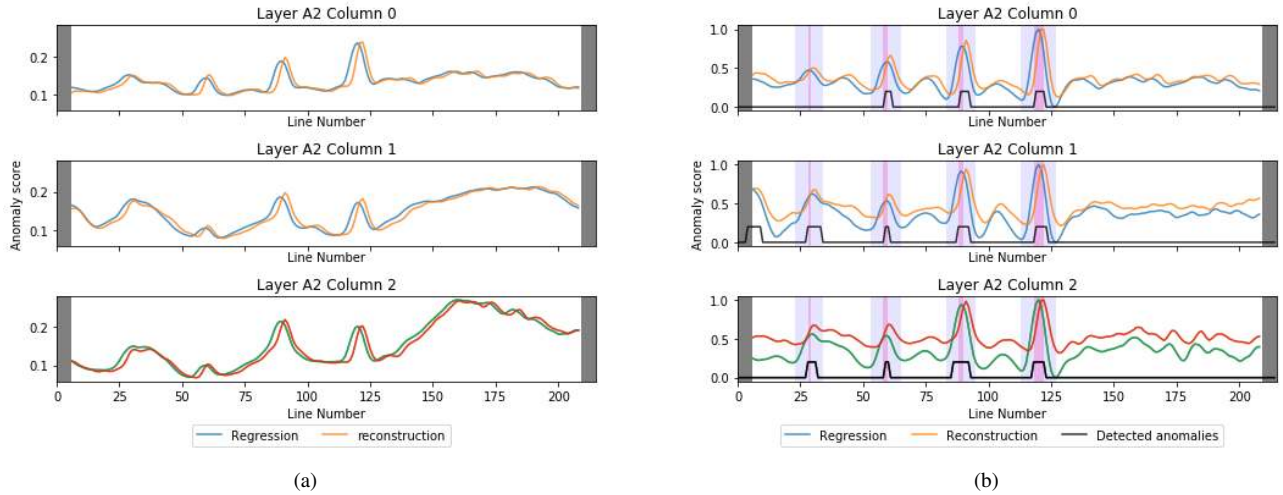 Layer A2 Column 0
0.2
0.1
Line Number
Layer A2 Column 1
Anomaly score
0.2
0.1
Line Number
Layer A2 Column 2
0.2
0.1
0 25 50 75 100 125 150 175 200
Line Number
Regression reconstruction
(a)
Layer A2 Column 0
1.0
0.5
0.0
Line Number
Layer A2 Column 1
Anomaly score
1.0
0.5
0.0
Line Number
Layer A2 Column 2
1.0
0.5
0.0
0 25 50 75 100 125 150 175 200
Line Number
Regression Reconstruction Detected anomalies
(b)